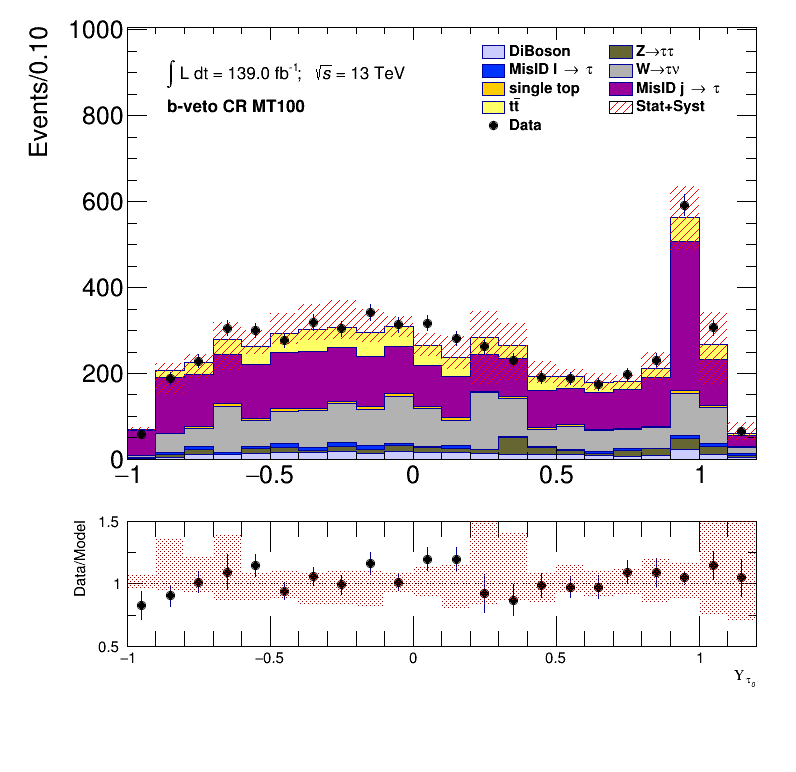 Events/0.10
1000
800
600
400
200
0
∫ L dt = 139.0 fb⁻¹; √s = 13 TeV
b-veto CR MT100
DiBoson
MisID l → τ
single top
tt̄
Data
Z→ττ
W→τν
MisID j → τ
Stat+Syst
−1 −0.5 0 0.5 1
Data/Model
1.5
1
0.5
−1 −0.5 0 0.5 1
Υτ₀